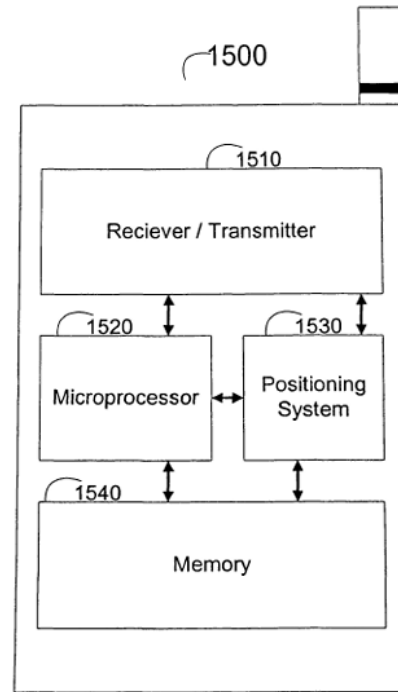 1500
1510
Reciever / Transmitter
1520
1530
Microprocessor
Positioning
System
1540
Memory